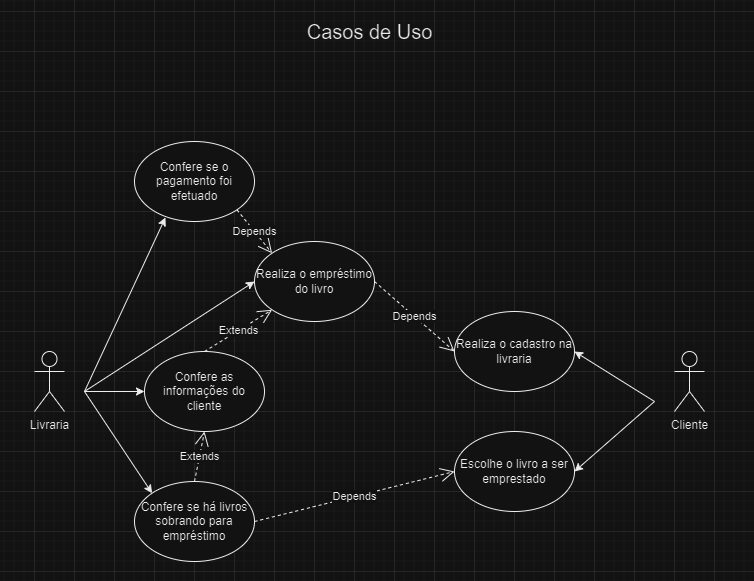 Casos de Uso
Confere se o
pagamento foi
efetuado
Depends
Realiza o empréstimo
do livro
Depends
Extends
Realiza o cadastro na
livraria
Confere as
informações do
cliente
Livraria
Cliente
Extends
Escolhe o livro a ser
emprestado
Depends
Confere se há livros
sobrando para
empréstimo